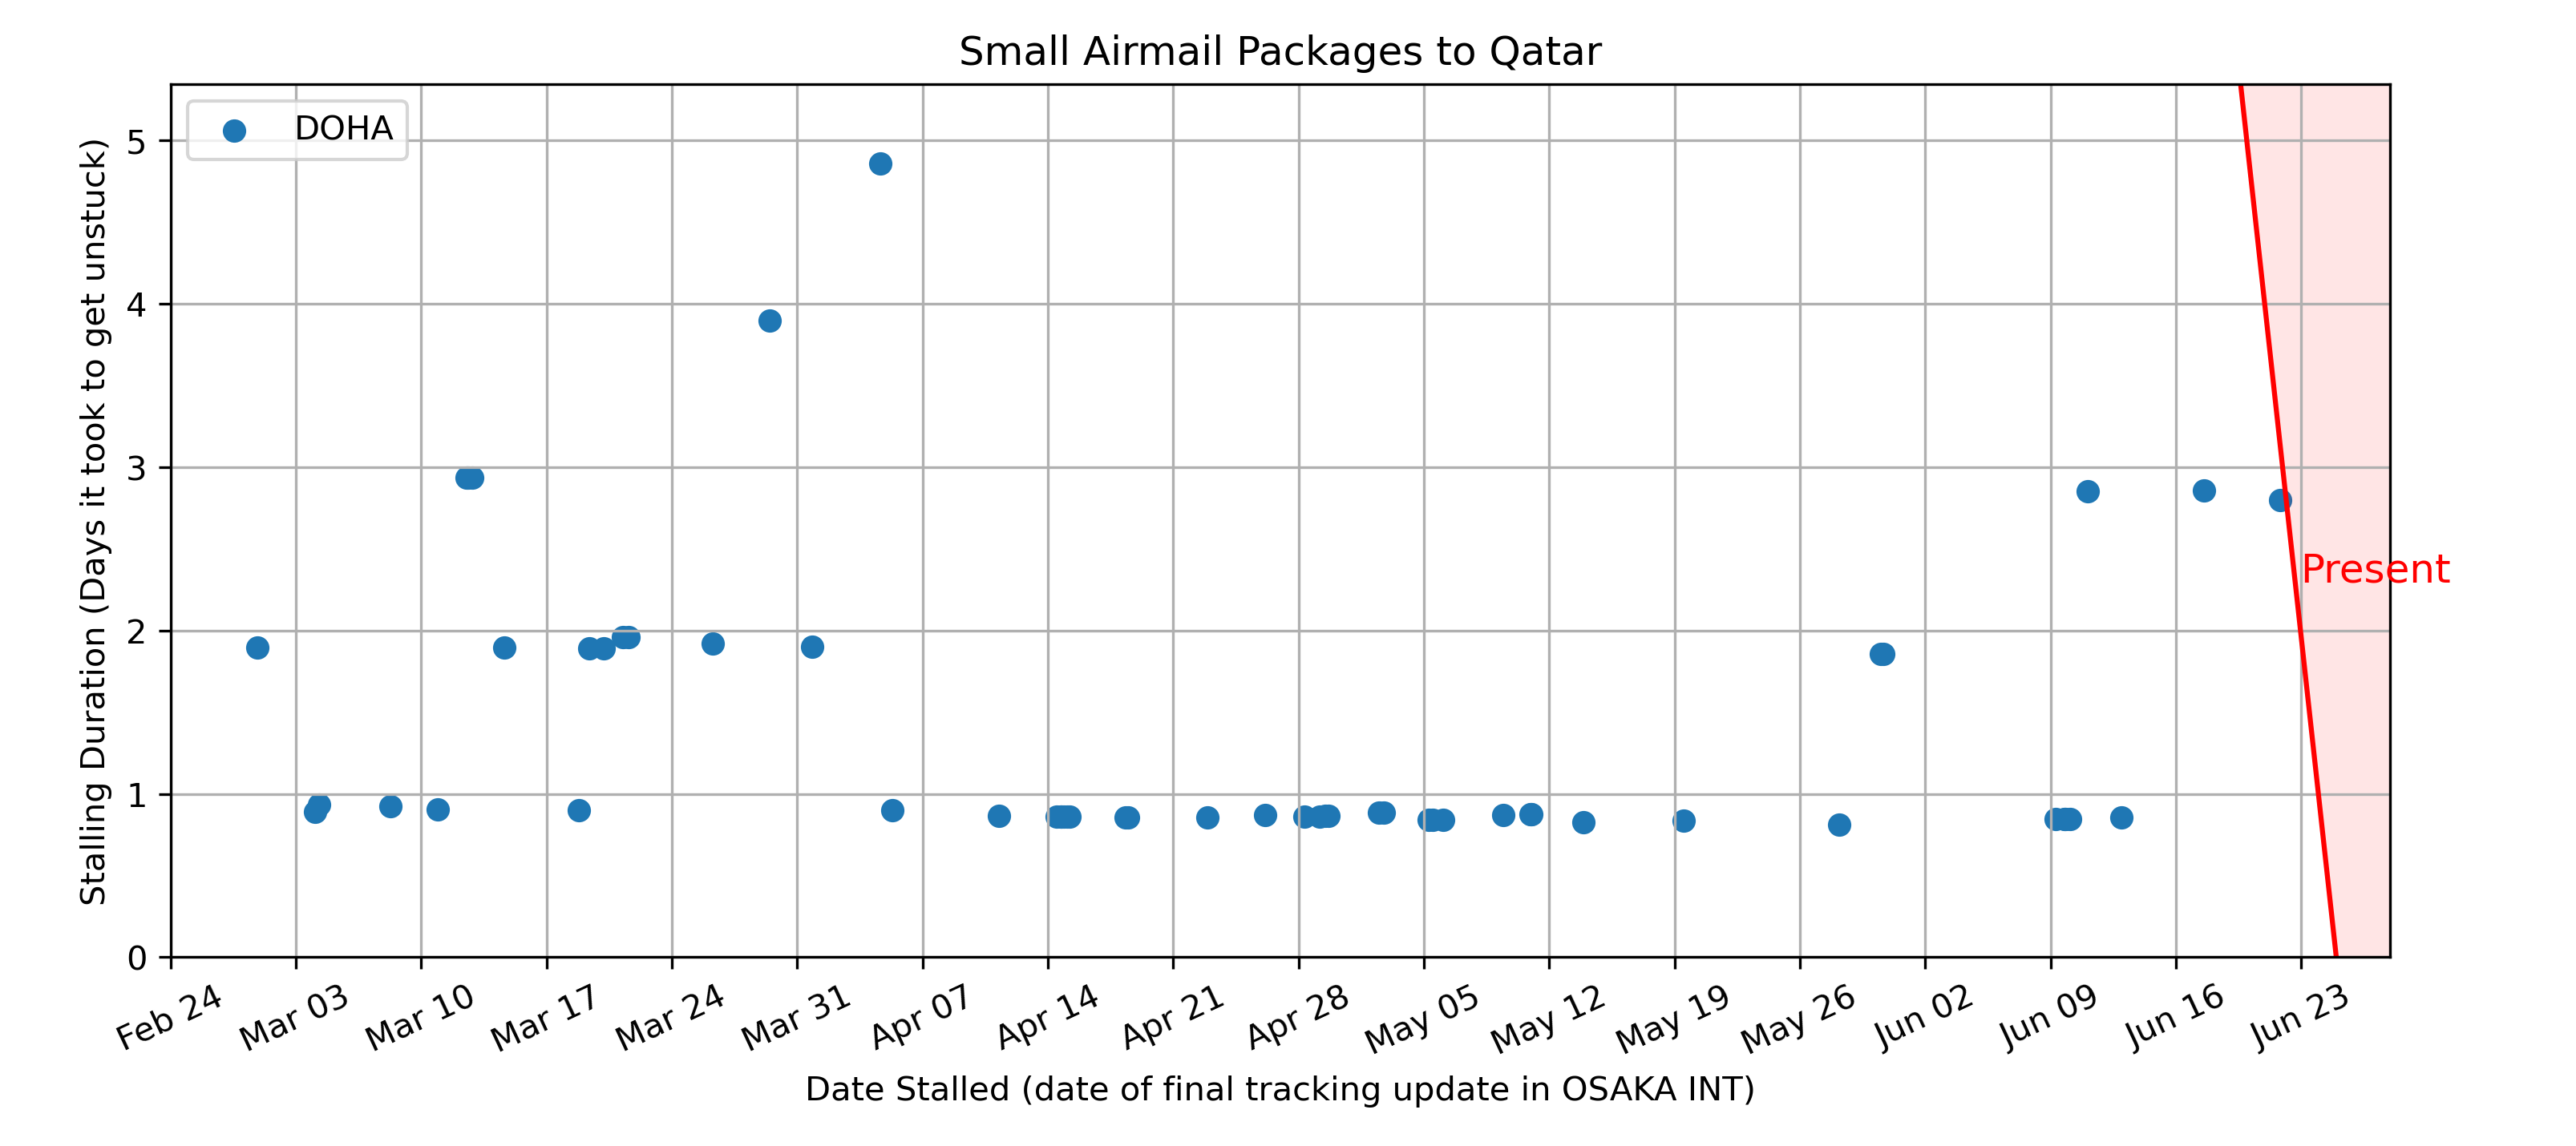 Small Airmail Packages to Qatar
DOHA
Stalling Duration (Days it took to get unstuck)
5
4
3
2
1
0
Present
Feb 24
Mar 03
Mar 10
Mar 17
Mar 24
Mar 31
Apr 07
Apr 14
Apr 21
Apr 28
May 05
May 12
May 19
May 26
Jun 02
Jun 09
Jun 16
Jun 23
Date Stalled (date of final tracking update in OSAKA INT)